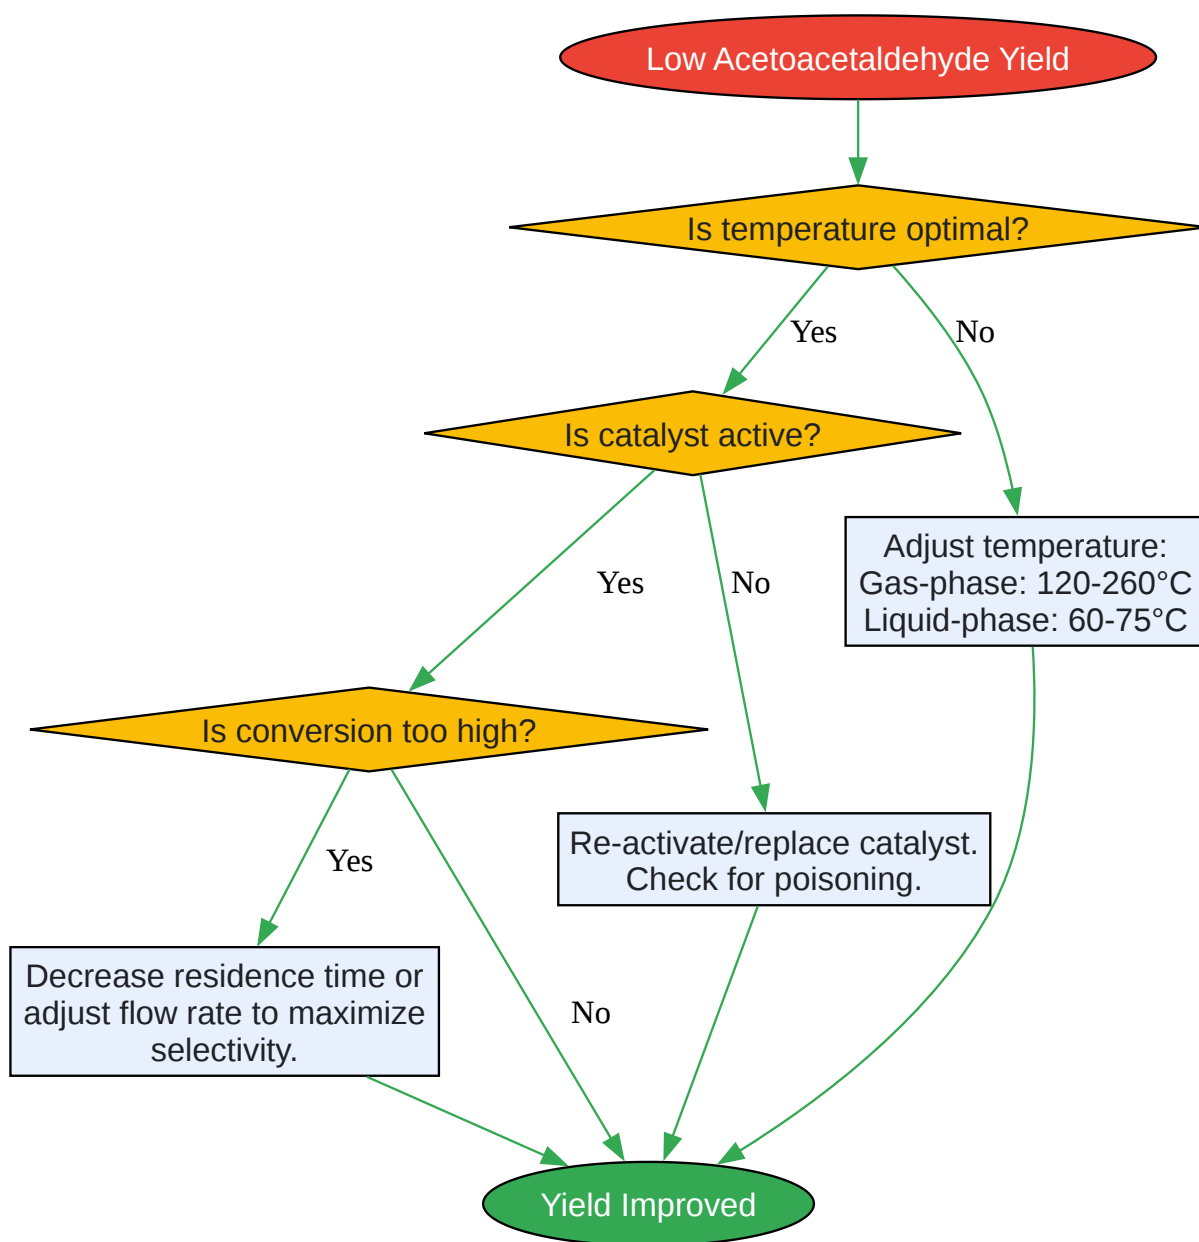 Low Acetoacetaldehyde Yield
Is temperature optimal?
Yes
No
Is catalyst active?
Adjust temperature:
Gas-phase: 120-260°C
Liquid-phase: 60-75°C
Yes
No
Is conversion too high?
Re-activate/replace catalyst.
Check for poisoning.
Yes
Decrease residence time or
adjust flow rate to maximize
selectivity.
No
Yield Improved